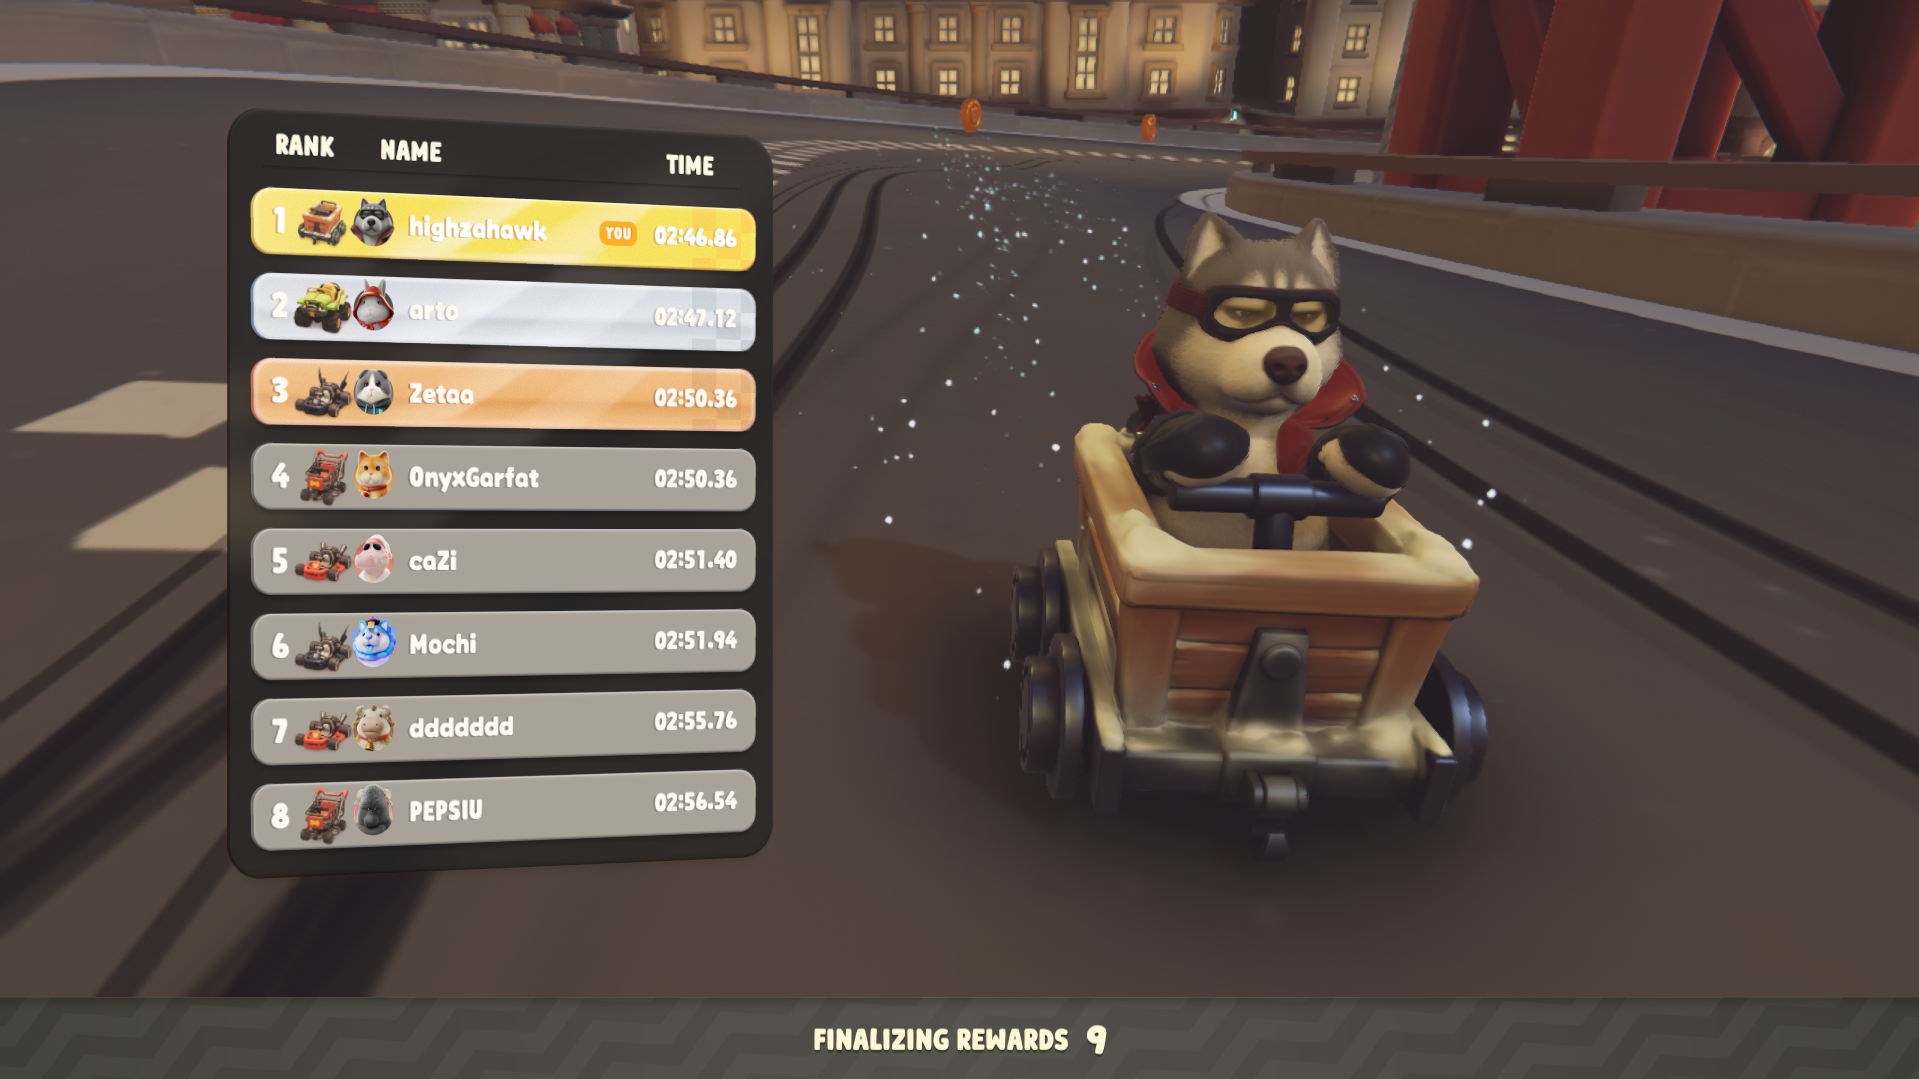 RANK NAME TIME
1 highzahawk YOU 02:46.86
2 arto 02:47.12
3 Zetaa 02:50.36
4 OnyxGarfat 02:50.36
5 caZi 02:51.40
6 Mochi 02:51.94
7 ddddddd 02:55.76
8 PEPSIU 02:56.54
FINALIZING REWARDS 9